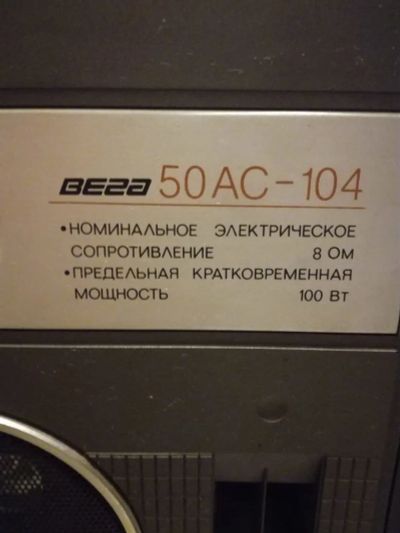 Вега 50АС-104
•НОМИНАЛЬНОЕ ЭЛЕКТРИЧЕСКОЕ
СОПРОТИВЛЕНИЕ 8 ОМ
•ПРЕДЕЛЬНАЯ КРАТКОВРЕМЕННАЯ
МОЩНОСТЬ 100 Вт